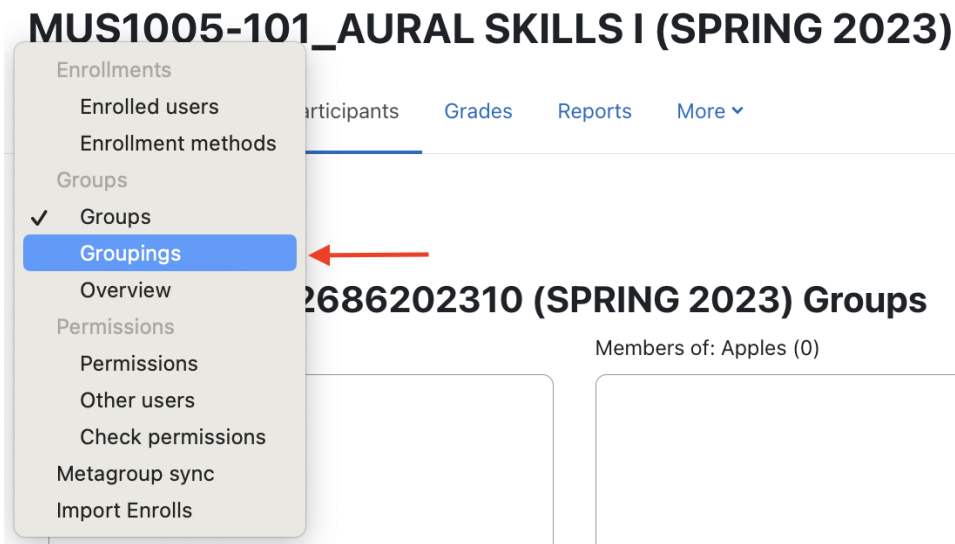 MUS1005-101_AURAL SKILLS I (SPRING 2023)
Enrollments
Enrolled users
Enrollment methods
Groups
Groups
Groupings
Overview
Permissions
Permissions
Other users
Check permissions
Metagroup sync
Import Enrolls
articipants Grades Reports More
2686202310 (SPRING 2023) Groups
Members of: Apples (0)